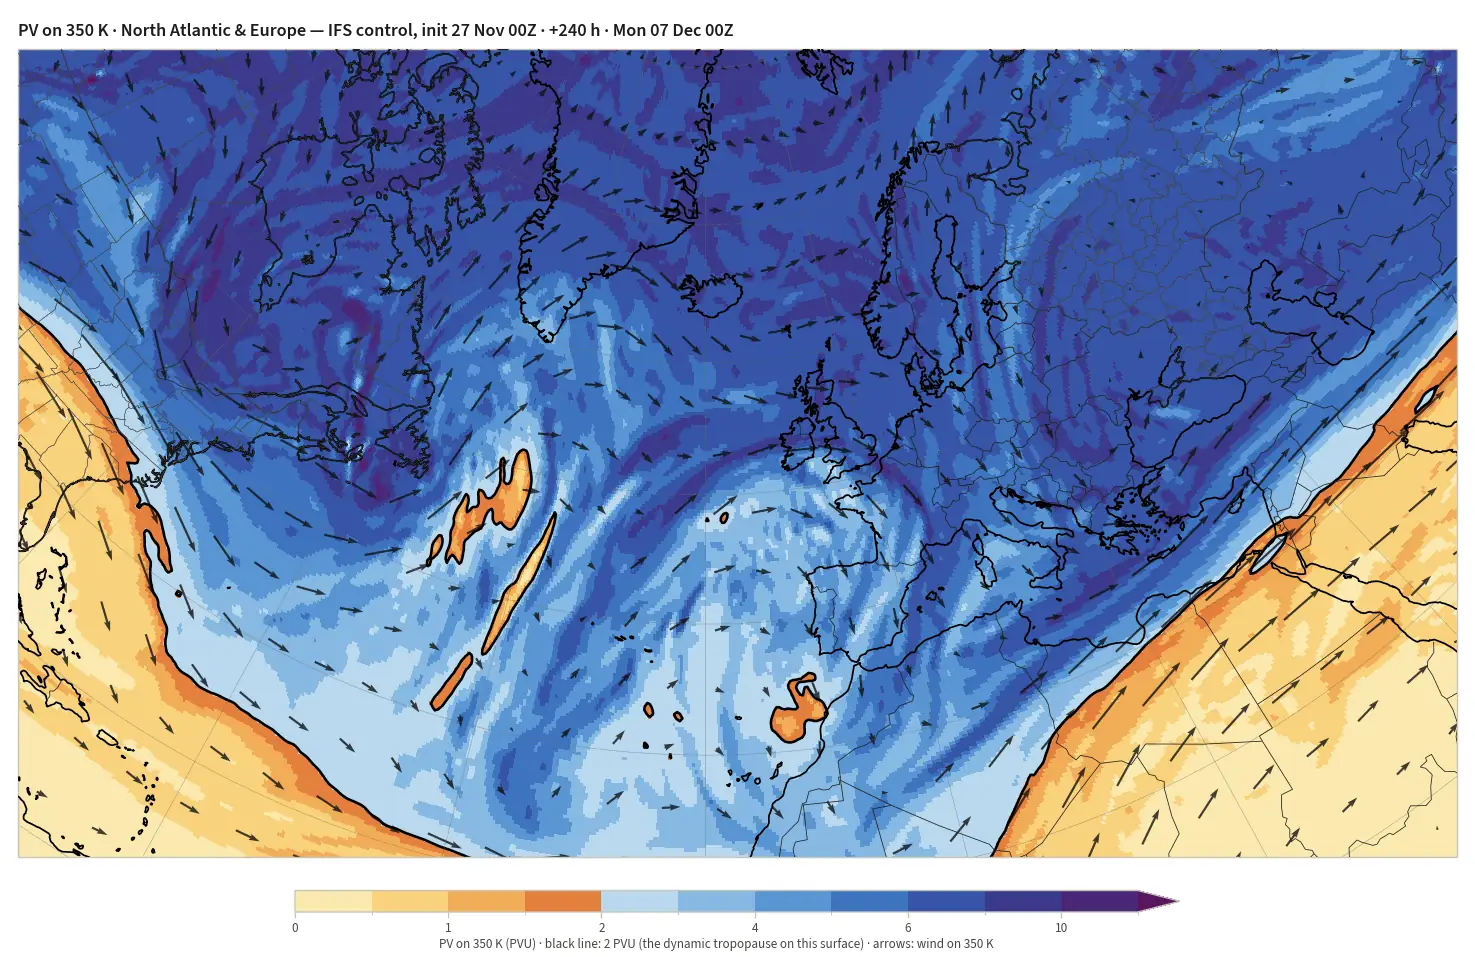 PV on 350 K · North Atlantic & Europe — IFS control, init 27 Nov 00Z · +240 h · Mon 07 Dec 00Z
0 1 2 4 6 10
PV on 350 K (PVU) · black line: 2 PVU (the dynamic tropopause on this surface) · arrows: wind on 350 K